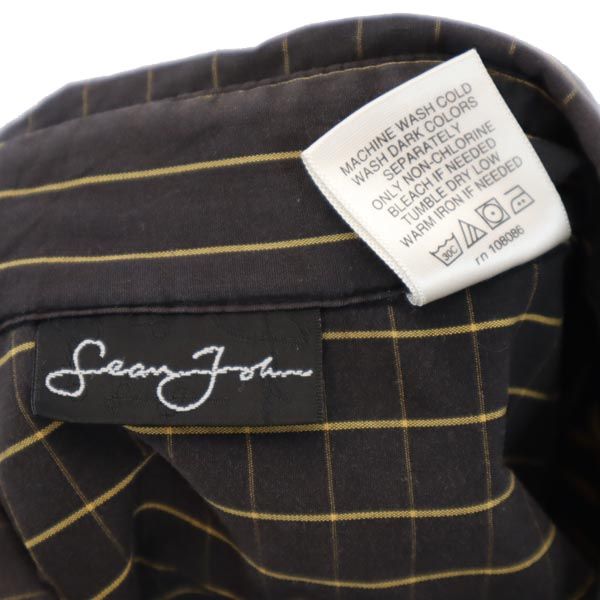 MACHINE WASH COLD
WASH DARK COLORS
SEPARATELY
ONLY NON-CHLORINE
BLEACH IF NEEDED
TUMBLE DRY LOW
WARM IRON IF NEEDED
30C
rn 108086
Sean John